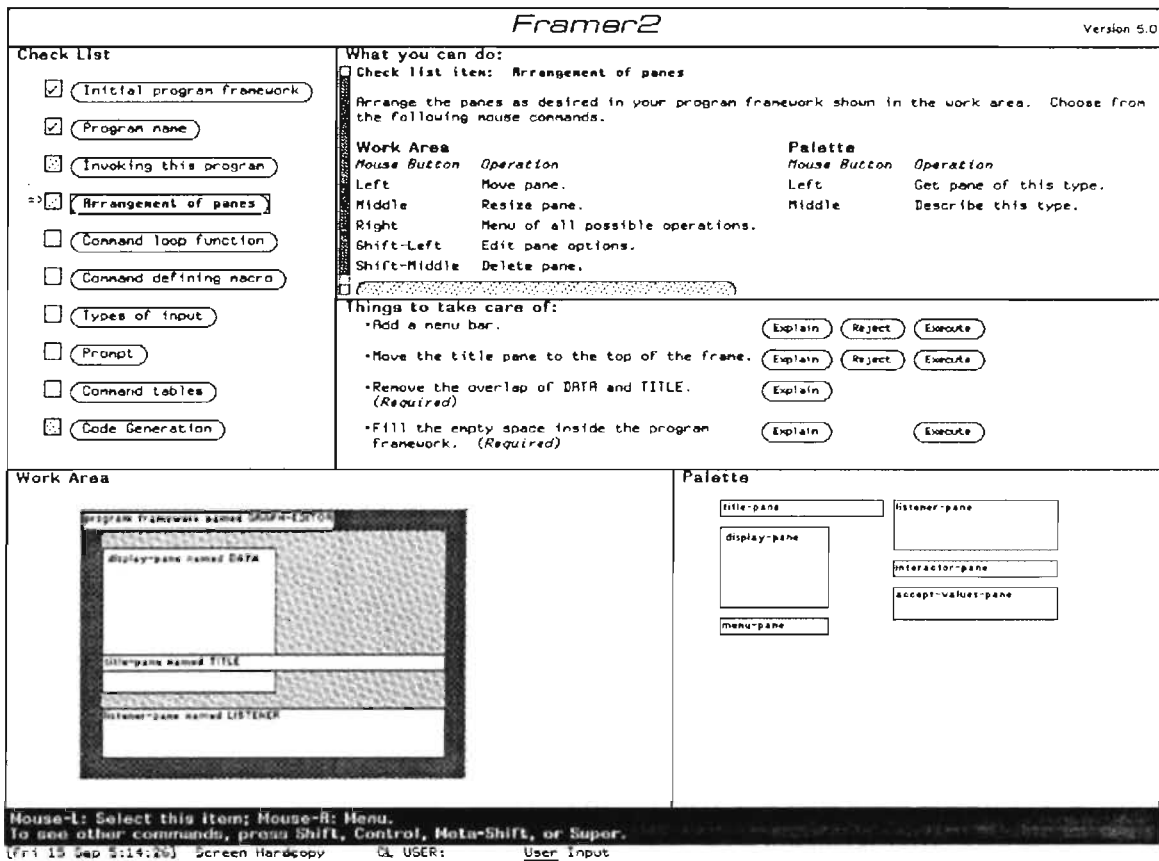 Framer2
Version 5.0
Check List
Initial program framework
Program name
Invoking this program
=> Arrangement of panes
Command loop function
Command defining macro
Types of input
Prompt
Command tables
Code Generation
What you can do:
Check list item: Arrangement of panes
Arrange the panes as desired in your program framework shown in the work area. Choose from
the following mouse commands.
Work Area Palette
Mouse Button Operation Mouse Button Operation
Left Move pane. Left Get pane of this type.
Middle Resize pane. Middle Describe this type.
Right Menu of all possible operations.
Shift-Left Edit pane options.
Shift-Middle Delete pane.
Things to take care of:
•Add a menu bar. Explain Reject Execute
•Move the title pane to the top of the frame. Explain Reject Execute
•Remove the overlap of DATA and TITLE. Explain
(Required)
•Fill the empty space inside the program Explain Execute
framework. (Required)
Work Area
program framework named GRAPH-EDITOR
display-pane named DATA
title-pane named TITLE
listener-pane named LISTENER
Palette
title-pane
listener-pane
display-pane
interactor-pane
accept-values-pane
menu-pane
Mouse-L: Select this item; Mouse-R: Menu.
To see other commands, press Shift, Control, Meta-Shift, or Super.
[Fri 15 Sep 5:14:26] Screen Hardcopy CL USER: User Input